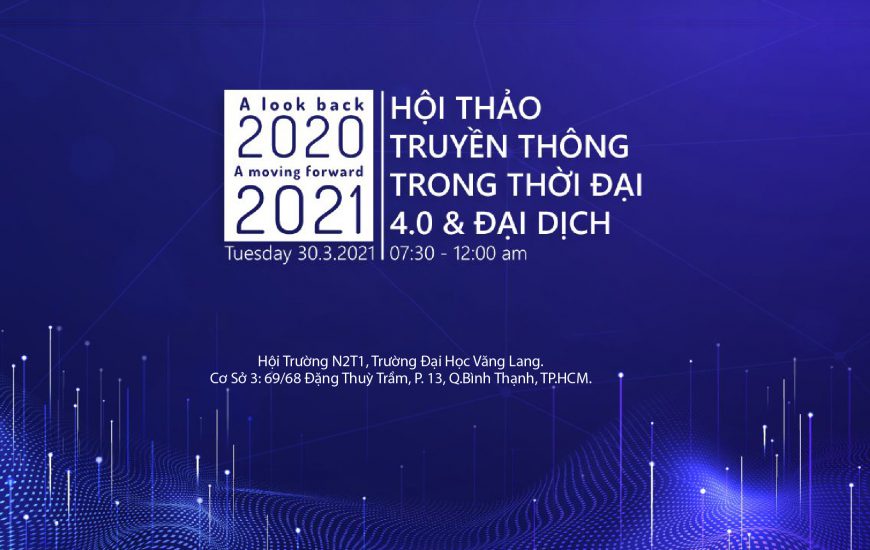 A look back
2020
A moving forward
2021
Tuesday 30.3.2021
HỘI THẢO
TRUYỀN THÔNG
TRONG THỜI ĐẠI
4.0 & ĐẠI DỊCH
07:30 - 12:00 am
Hội Trường N2T1, Trường Đại Học Văng Lang.
Cơ Sở 3: 69/68 Đặng Thuỳ Trầm, P. 13, Q.Bình Thạnh, TP.HCM.